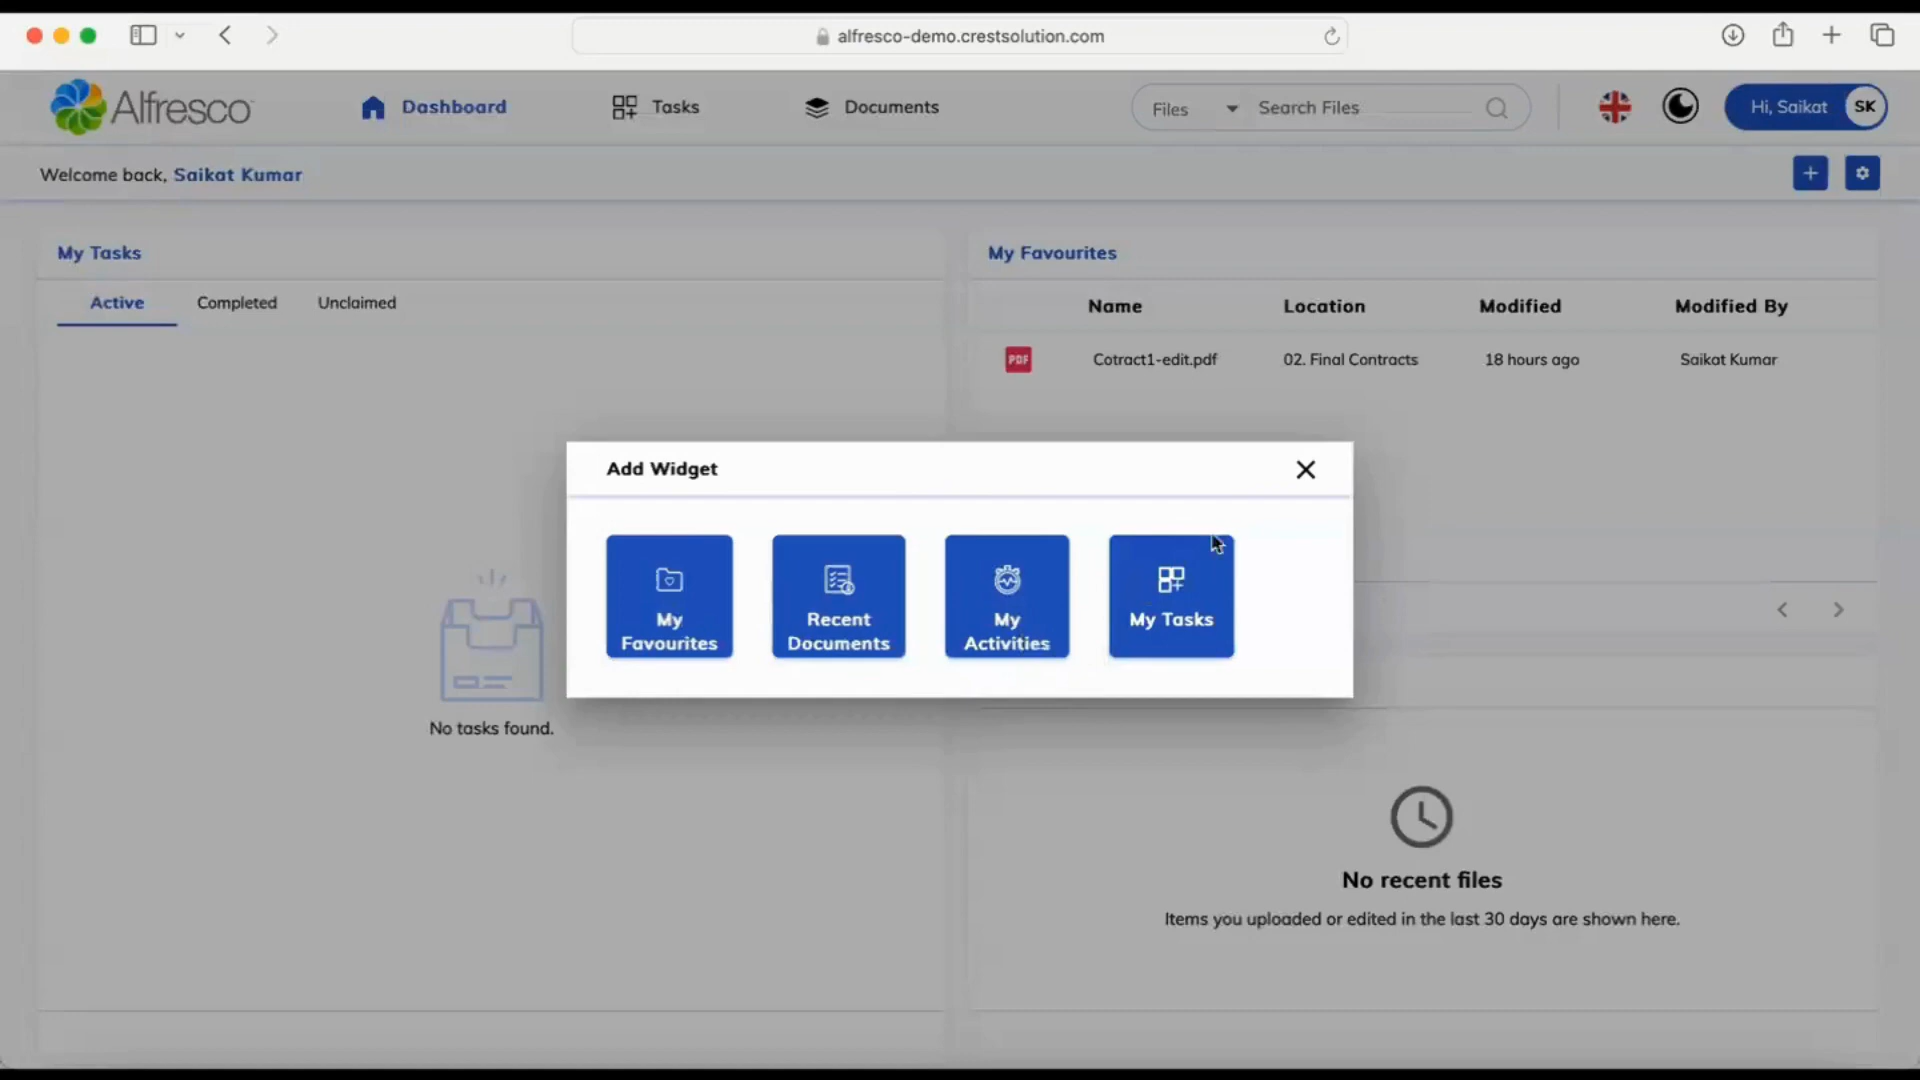 alfresco-demo.crestsolution.com
Alfresco
Dashboard
Tasks
Documents
Files
Search Files
Hi, Saikat
SK
Welcome back, Saikat Kumar
My Tasks
Active
Completed
Unclaimed
No tasks found.
My Favourites
Name
Location
Modified
Modified By
PDF
Cotract1-edit.pdf
02. Final Contracts
18 hours ago
Saikat Kumar
Add Widget
My
Favourites
Recent
Documents
My
Activities
My Tasks
No recent files
Items you uploaded or edited in the last 30 days are shown here.